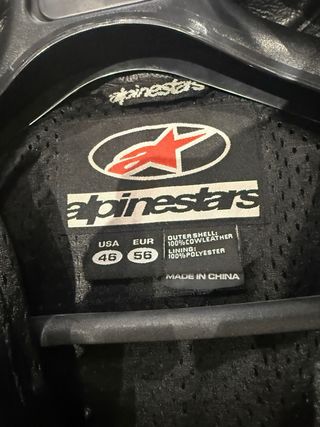 alpinestars
alpinestars
USA EUR
46 56
OUTER SHELL:
100%COWLEATHER
LINING:
100%POLYESTER
MADE IN CHINA